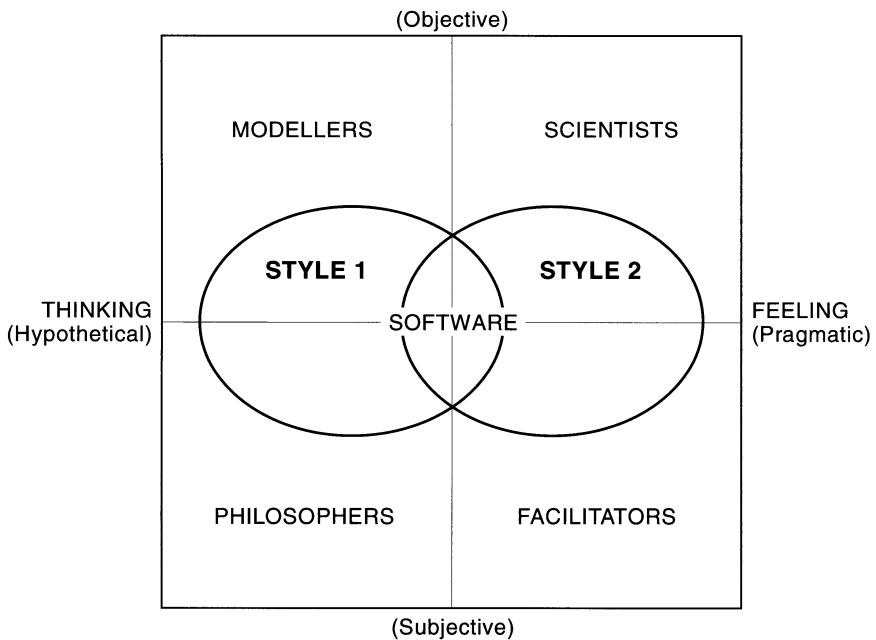 (Objective)
MODELLERS
SCIENTISTS
STYLE 1
STYLE 2
THINKING
(Hypothetical)
SOFTWARE
FEELING
(Pragmatic)
PHILOSOPHERS
FACILITATORS
(Subjective)